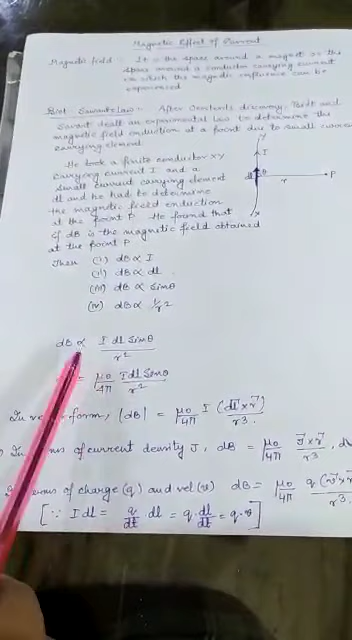 Magnetic Effect of Current
Magnetic field :- It is the space around a magnet or the
space around a conductor carrying current
in which the magnetic influence can be
experienced
Biot Savart's Law :- After Oersted's discovery, Biot and
Savart dealt an experimental law to determine the
magnetic field induction at a point due to small current
carrying element
He took a finite conductor XY
carrying current I and a
small current carrying element
dl and he had to determine
the magnetic field induction
at the point P. He found that
if dB is the magnetic field obtained
at the point P
Y
I
dl θ
r
P
X
Then (i) dB ∝ I
(ii) dB ∝ dl
(iii) dB ∝ sinθ
(iv) dB ∝ 1/r²
dB ∝ I dl sinθ / r²
= μ₀/4π I dl sinθ / r²
In form, |dB| = μ₀/4π I (dl⃗ × r⃗) / r³
In of current density J, dB = μ₀/4π J⃗ × r⃗ / r³,
of charge (q) and vel (v) dB = μ₀/4π q (v⃗ × r⃗) / r³
[∵ I dl = q/dt dl = q. dl/dt = q. v]